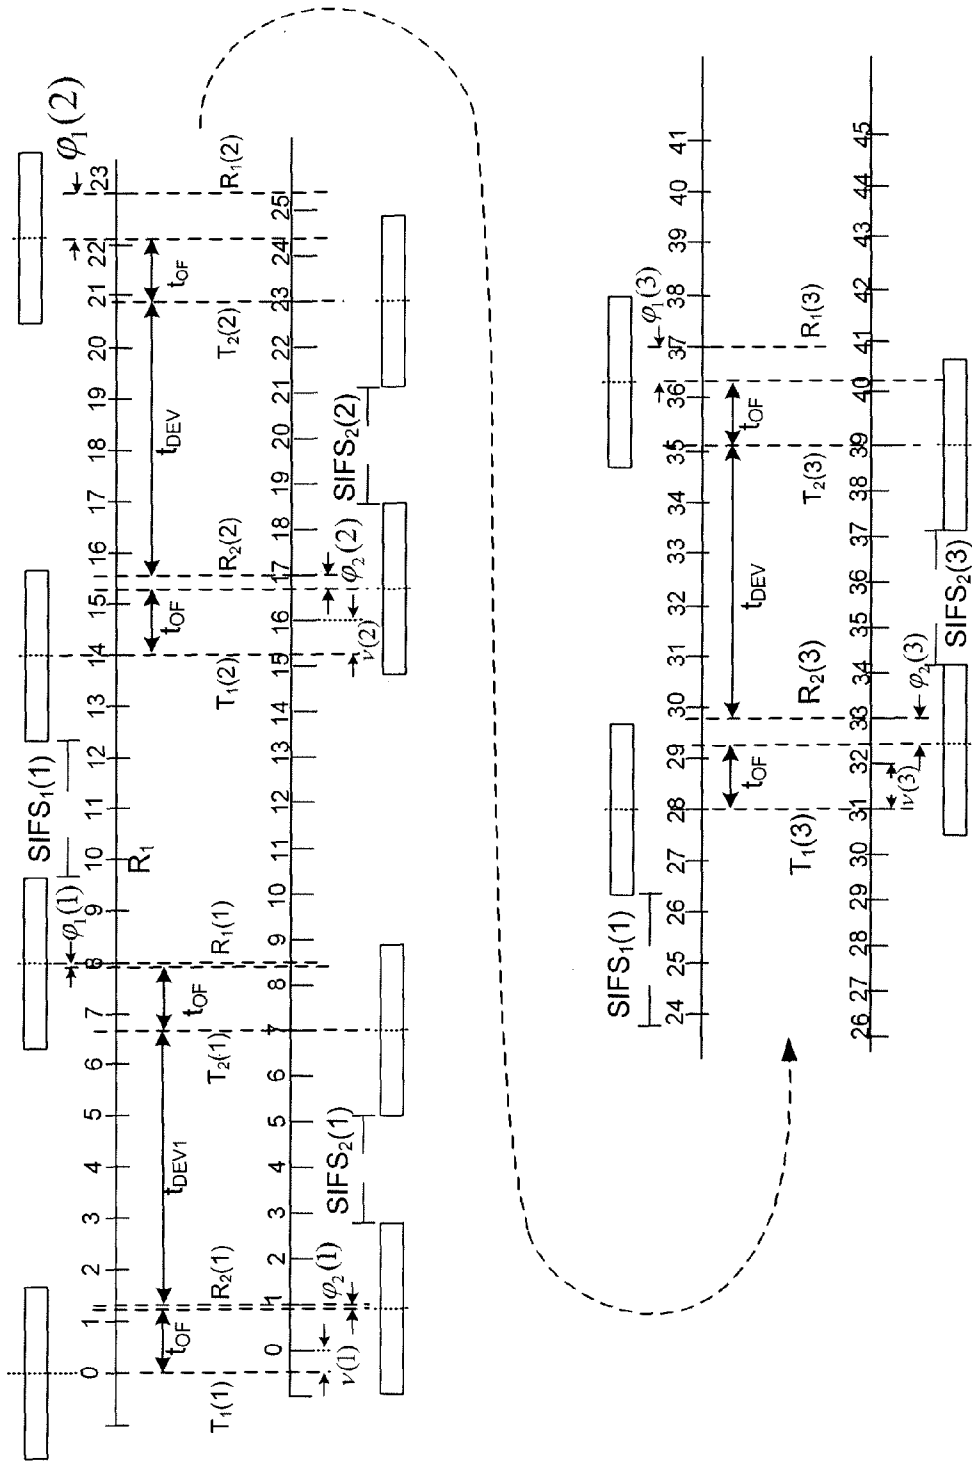 φ₁(2)
SIFS₁(1)
φ₁(1)
0 1 2 3 4 5 6 7 8 9 10 11 12 13 14 15 16 17 18 19 20 21 22 23
R₁
tOF tDEV1 tOF tOF tDEV tOF
T₁(1) R₂(1) T₂(1) R₁(1) T₁(2) R₂(2) T₂(2) R₁(2)
0 1 2 3 4 5 6 7 8 9 10 11 12 13 14 15 16 17 18 19 20 21 22 23 24 25
ν(1) φ₂(1) SIFS₂(1) ν(2) φ₂(2) SIFS₂(2)
SIFS₁(1) φ₁(3)
24 25 26 27 28 29 30 31 32 33 34 35 36 37 38 39 40 41
tOF tDEV tOF
T₁(3) R₂(3) T₂(3) R₁(3)
26 27 28 29 30 31 32 33 34 35 36 37 38 39 40 41 42 43 44 45
ν(3) φ₂(3)
SIFS₂(3)